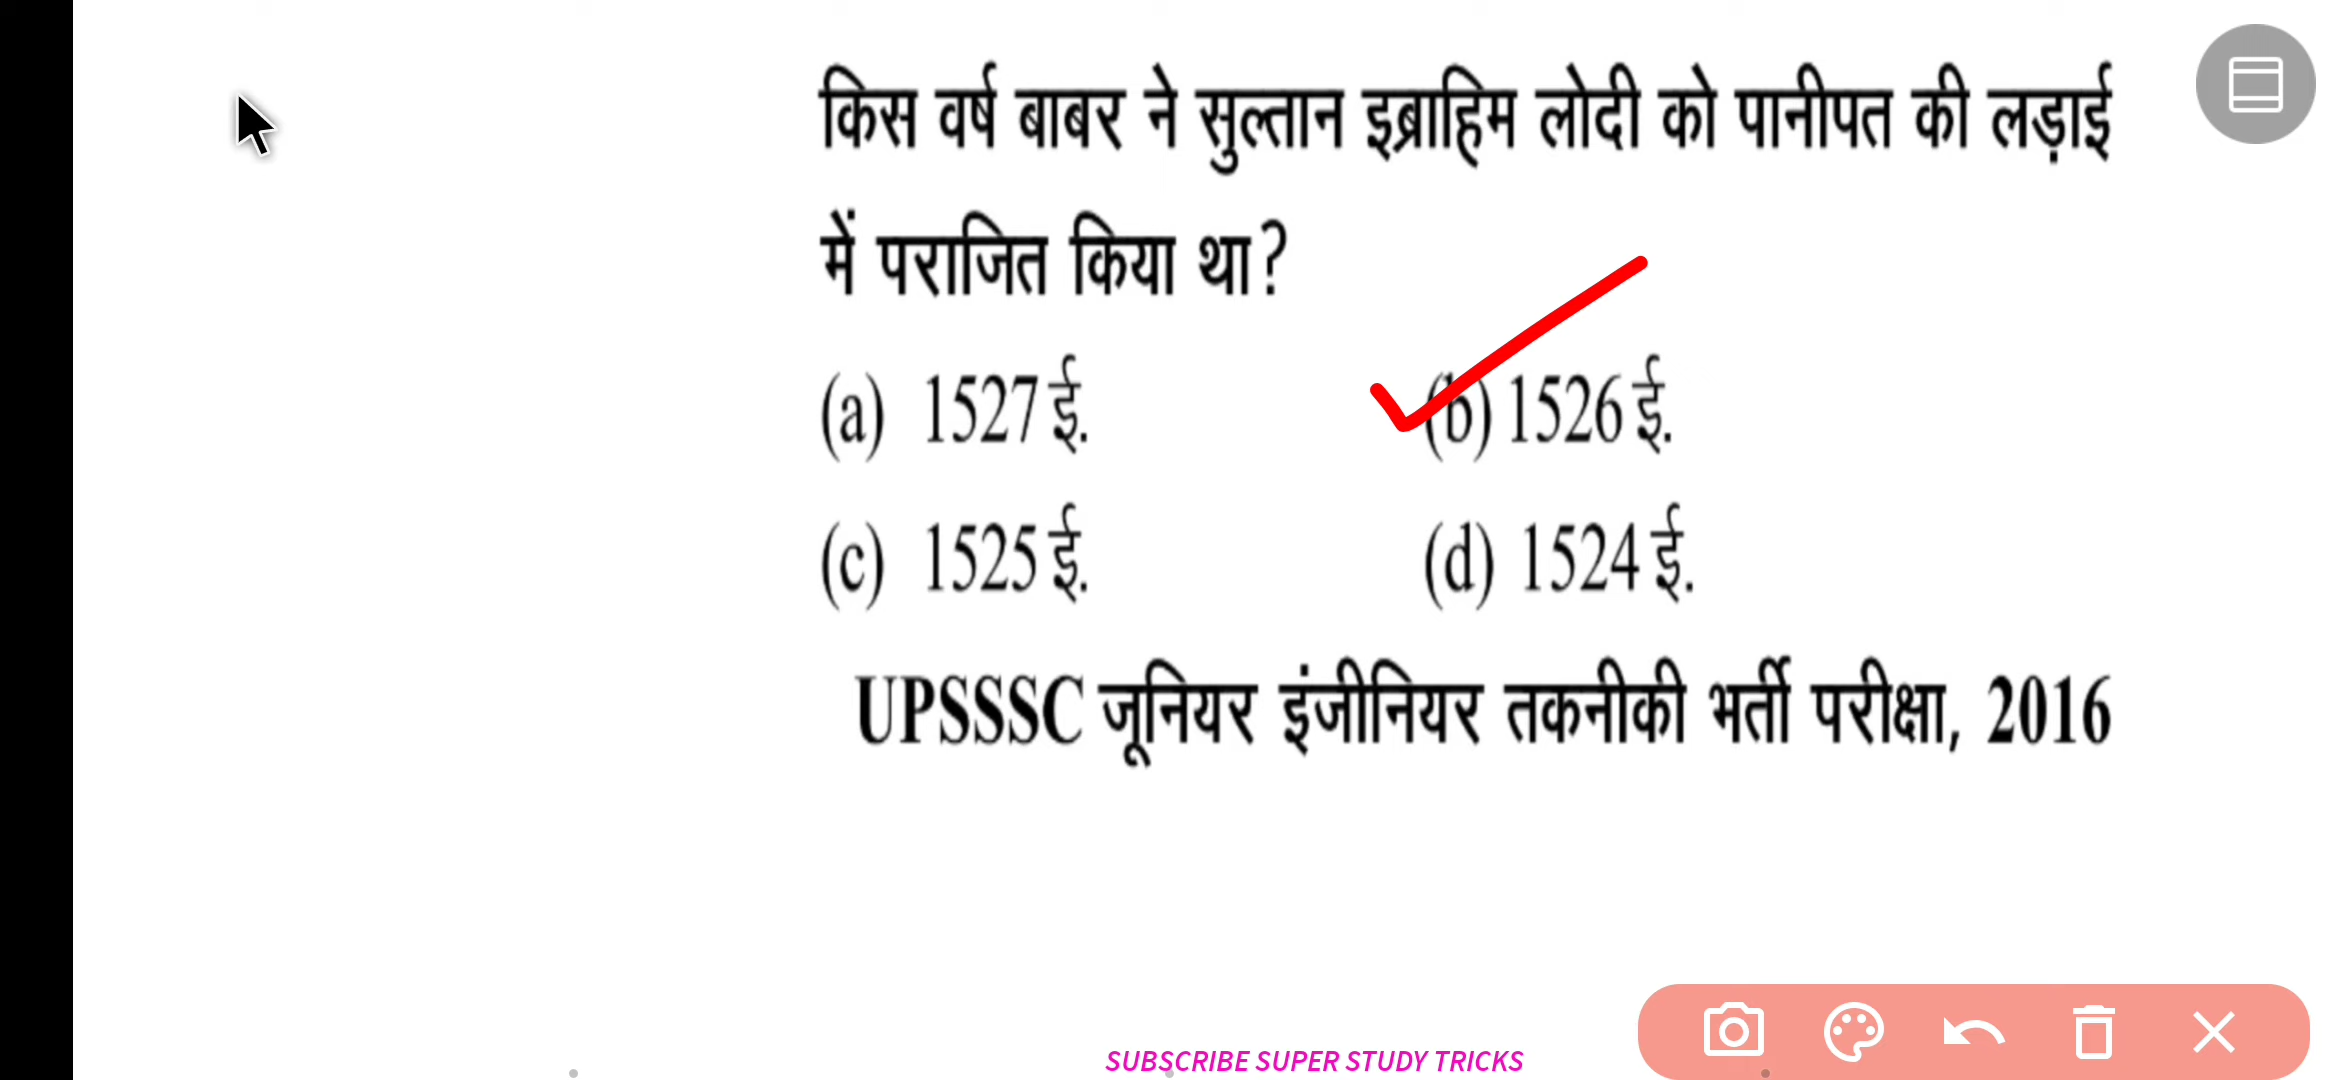 किस वर्ष बाबर ने सुल्तान इब्राहिम लोदी को पानीपत की लड़ाई
में पराजित किया था?
(a) 1527 ई. (b) 1526 ई.
(c) 1525 ई. (d) 1524 ई.
UPSSSC जूनियर इंजीनियर तकनीकी भर्ती परीक्षा, 2016
SUBSCRIBE SUPER STUDY TRICKS